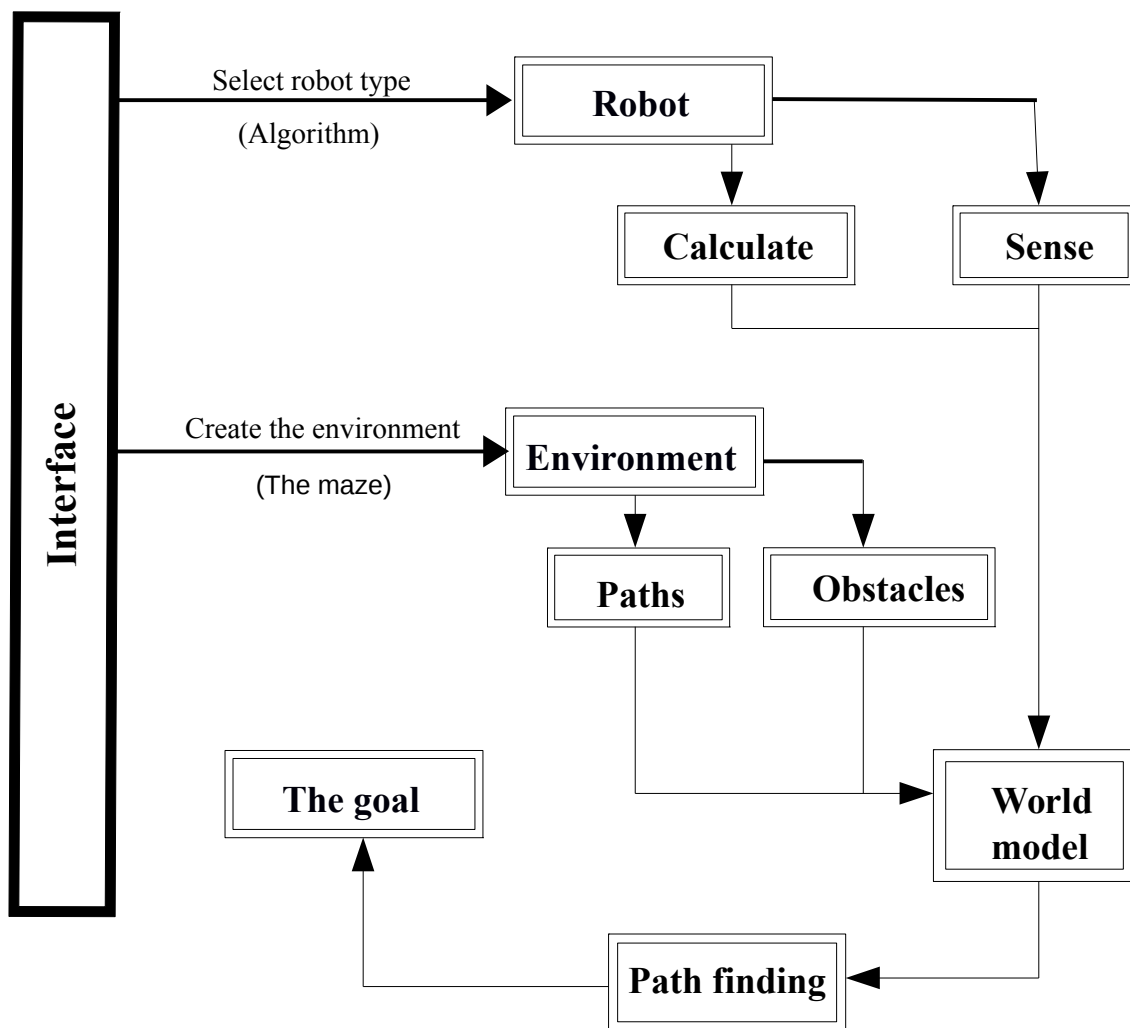 Interface
Select robot type
(Algorithm)
Robot
Calculate
Sense
Create the environment
(The maze)
Environment
Paths
Obstacles
The goal
World
model
Path finding